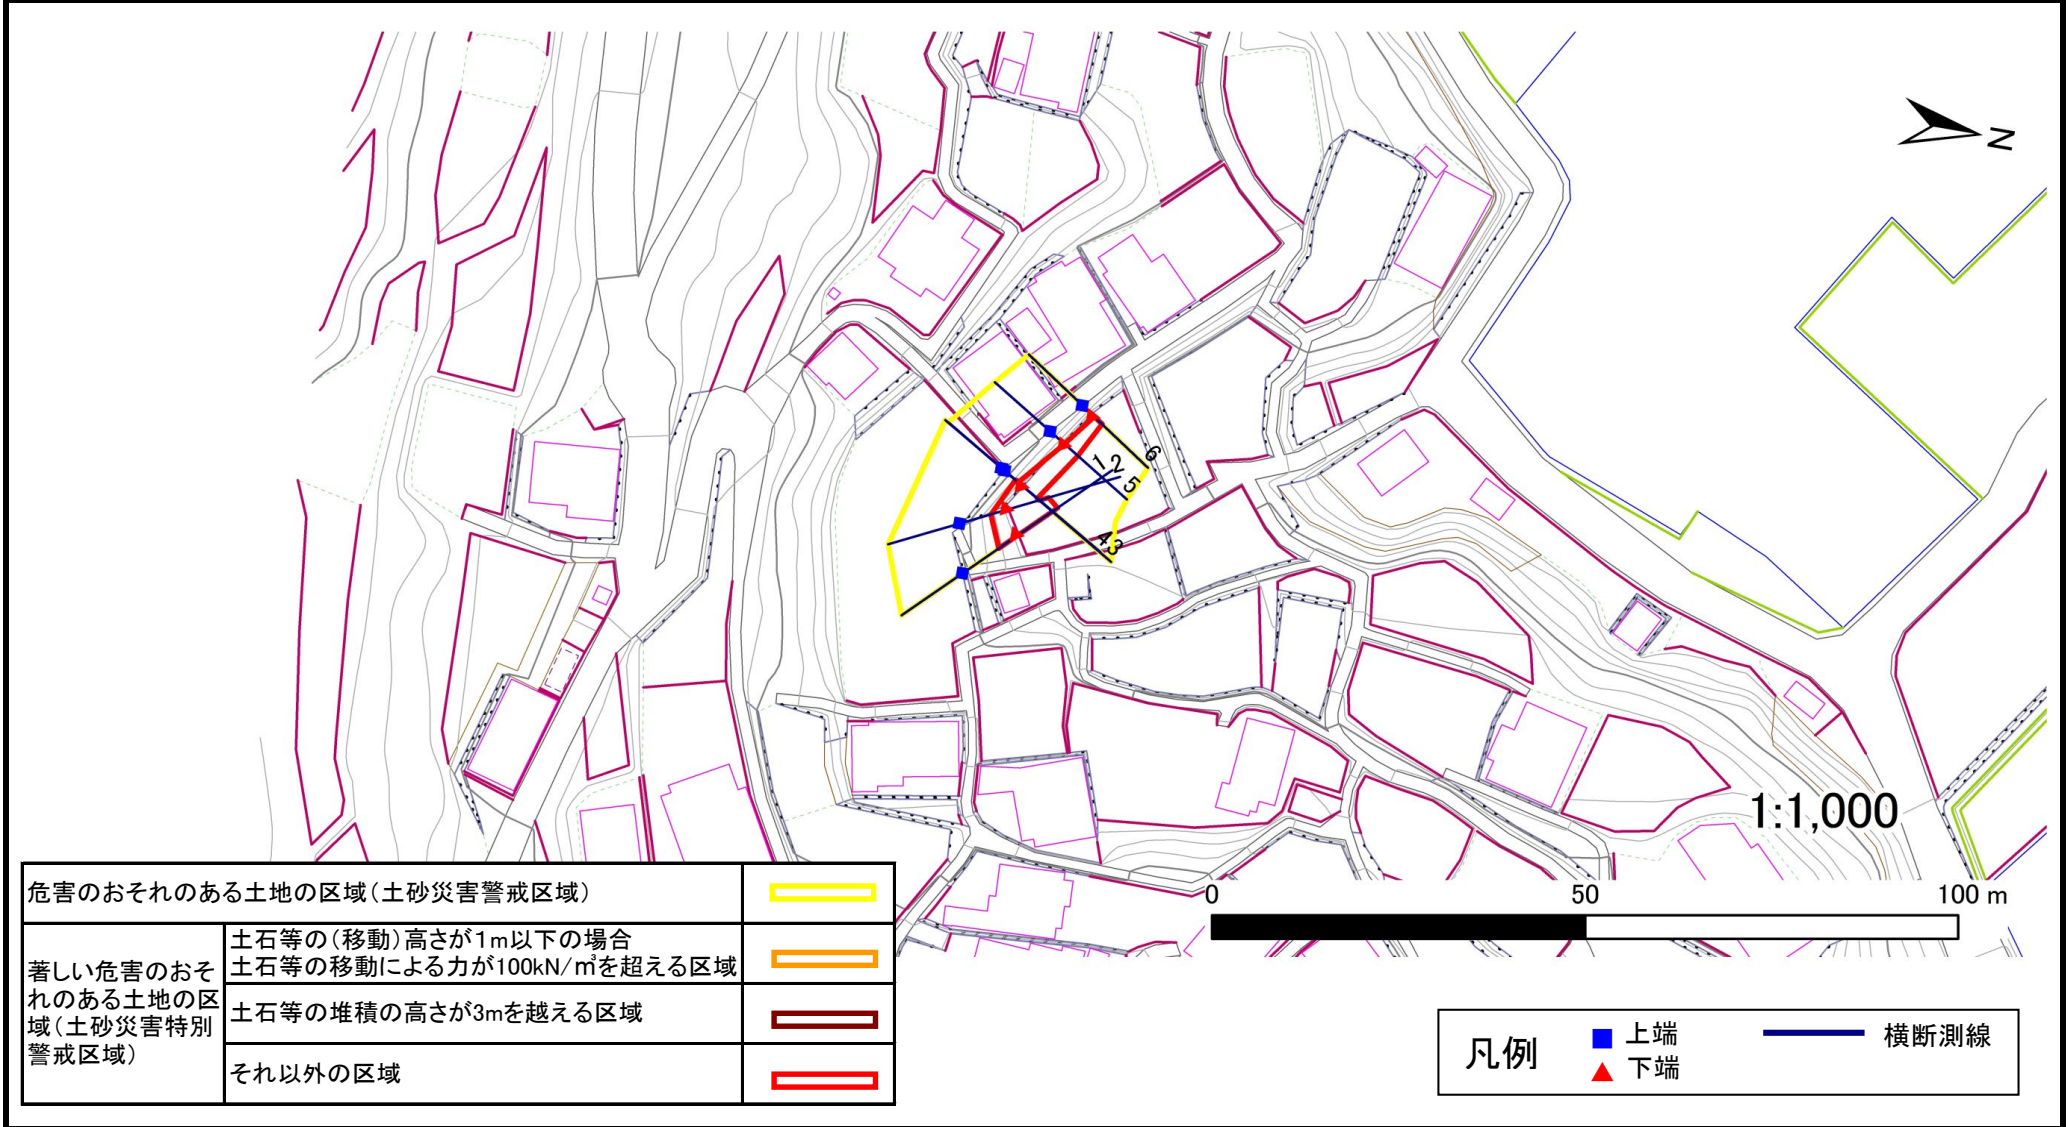 N
6
1 2
5
43
1:1,000
0 50 100 m
危害のおそれのある土地の区域(土砂災害警戒区域)
著しい危害のおそ
れのある土地の区
域(土砂災害特別
警戒区域)
土石等の(移動)高さが1m以下の場合
土石等の移動による力が100kN/㎡を超える区域
土石等の堆積の高さが3mを越える区域
それ以外の区域
凡例
上端
下端
横断測線